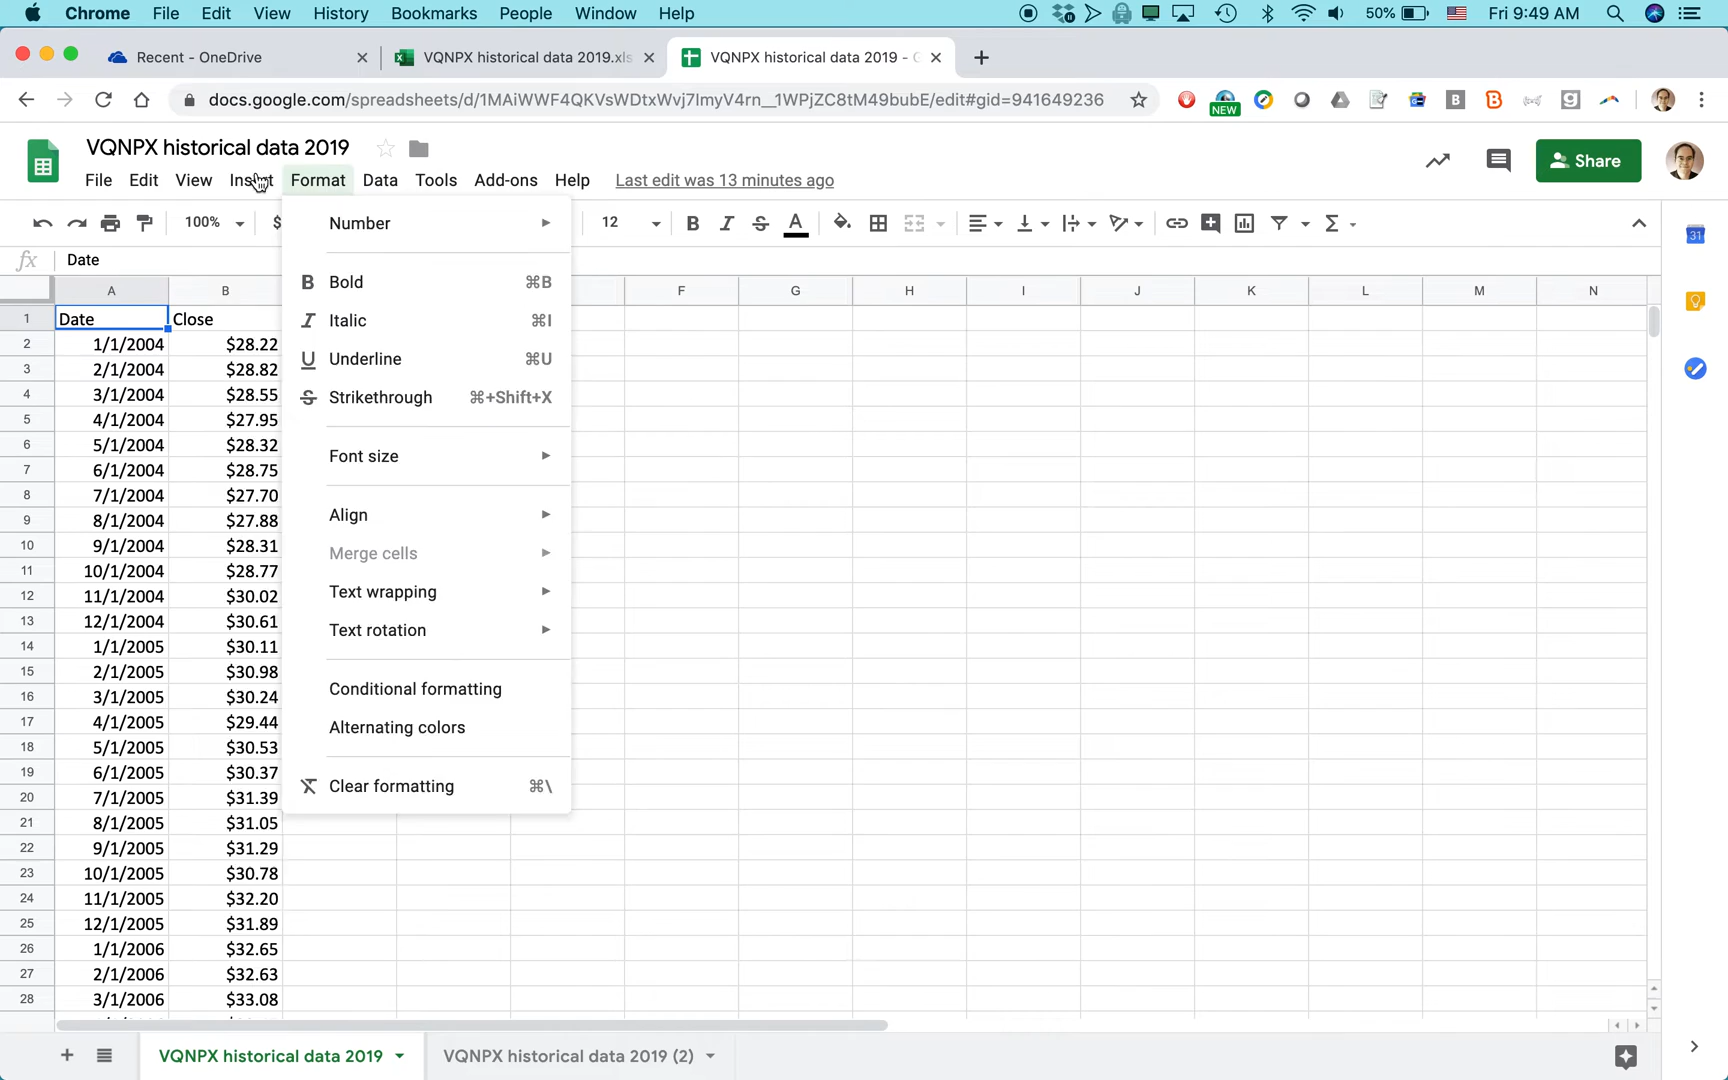 Chrome File Edit View History Bookmarks People Window Help 50% Fri 9:49 AM
Recent - OneDrive VQNPX historical data 2019.xls VQNPX historical data 2019 - G
docs.google.com/spreadsheets/d/1MAiWWF4QKVsWDtxWvj7ImyV4rn__1WPjZC8tM49bubE/edit#gid=941649236
NEW
VQNPX historical data 2019
Share
File Edit View Insert Format Data Tools Add-ons Help Last edit was 13 minutes ago
100% $ 12 B I S A Σ
31
fx Date
A B F G H I J K L M N
1 Date Close
2 1/1/2004 $28.22
3 2/1/2004 $28.82
4 3/1/2004 $28.55
5 4/1/2004 $27.95
6 5/1/2004 $28.32
7 6/1/2004 $28.75
8 7/1/2004 $27.70
9 8/1/2004 $27.88
10 9/1/2004 $28.31
11 10/1/2004 $28.77
12 11/1/2004 $30.02
13 12/1/2004 $30.61
14 1/1/2005 $30.11
15 2/1/2005 $30.98
16 3/1/2005 $30.24
17 4/1/2005 $29.44
18 5/1/2005 $30.53
19 6/1/2005 $30.37
20 7/1/2005 $31.39
21 8/1/2005 $31.05
22 9/1/2005 $31.29
23 10/1/2005 $30.78
24 11/1/2005 $32.20
25 12/1/2005 $31.89
26 1/1/2006 $32.65
27 2/1/2006 $32.63
28 3/1/2006 $33.08
Number
B Bold ⌘B
I Italic ⌘I
U Underline ⌘U
S Strikethrough ⌘+Shift+X
Font size
Align
Merge cells
Text wrapping
Text rotation
Conditional formatting
Alternating colors
Clear formatting ⌘\
VQNPX historical data 2019 VQNPX historical data 2019 (2)